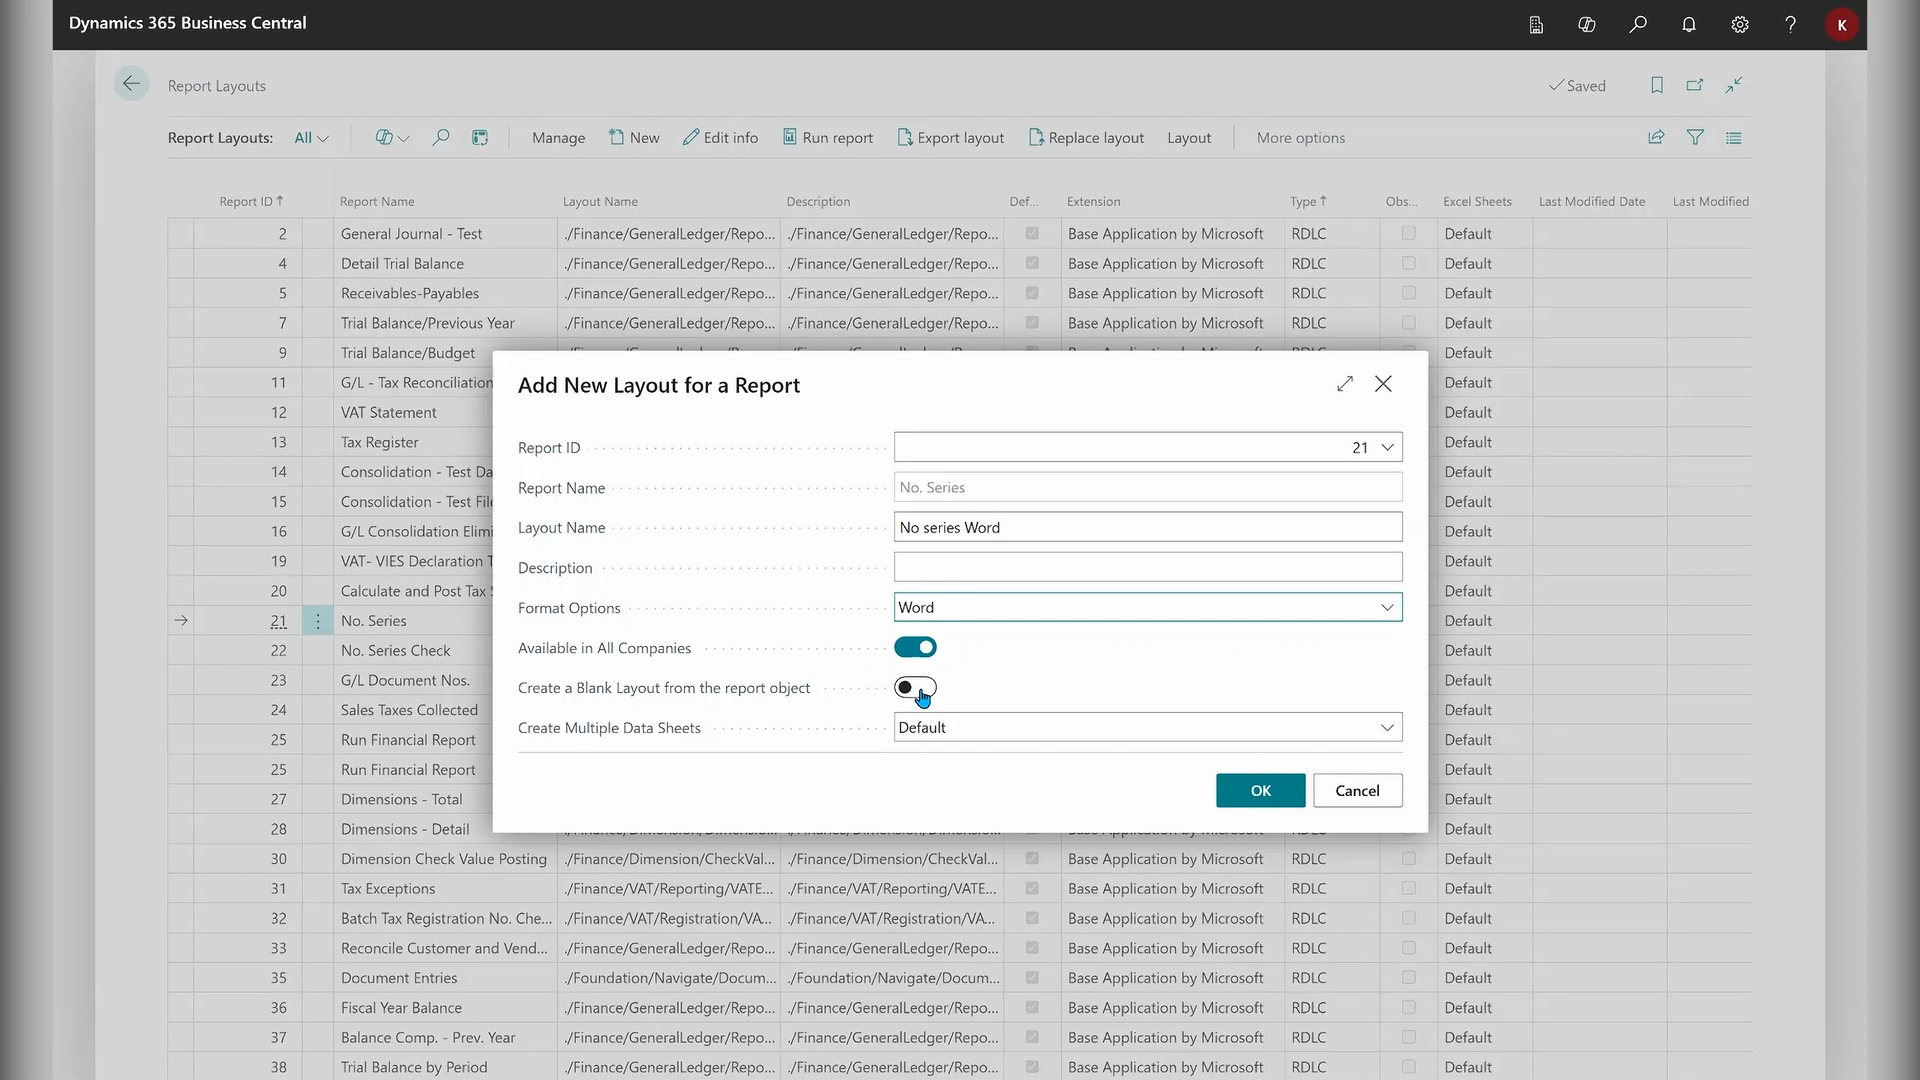 Dynamics 365 Business Central
K
Report Layouts
Saved
Report Layouts: All Manage New Edit info Run report Export layout Replace layout Layout More options
Report ID ↑ Report Name Layout Name Description Def... Extension Type ↑ Obs... Excel Sheets Last Modified Date Last Modified
2 General Journal - Test ./Finance/GeneralLedger/Repo... ./Finance/GeneralLedger/Repo... Base Application by Microsoft RDLC Default
4 Detail Trial Balance ./Finance/GeneralLedger/Repo... ./Finance/GeneralLedger/Repo... Base Application by Microsoft RDLC Default
5 Receivables-Payables ./Finance/GeneralLedger/Repo... ./Finance/GeneralLedger/Repo... Base Application by Microsoft RDLC Default
7 Trial Balance/Previous Year ./Finance/GeneralLedger/Repo... ./Finance/GeneralLedger/Repo... Base Application by Microsoft RDLC Default
9 Trial Balance/Budget Default
11 G/L - Tax Reconciliation Default
12 VAT Statement Default
13 Tax Register Default
14 Consolidation - Test Da Default
15 Consolidation - Test File Default
16 G/L Consolidation Elimi Default
19 VAT- VIES Declaration T Default
20 Calculate and Post Tax S Default
21 No. Series Default
22 No. Series Check Default
23 G/L Document Nos. Default
24 Sales Taxes Collected Default
25 Run Financial Report Default
25 Run Financial Report Default
27 Dimensions - Total Default
28 Dimensions - Detail Default
30 Dimension Check Value Posting ./Finance/Dimension/CheckVal... ./Finance/Dimension/CheckVal... Base Application by Microsoft RDLC Default
31 Tax Exceptions ./Finance/VAT/Reporting/VATE... ./Finance/VAT/Reporting/VATE... Base Application by Microsoft RDLC Default
32 Batch Tax Registration No. Che... ./Finance/VAT/Registration/VA... ./Finance/VAT/Registration/VA... Base Application by Microsoft RDLC Default
33 Reconcile Customer and Vend... ./Finance/GeneralLedger/Repo... ./Finance/GeneralLedger/Repo... Base Application by Microsoft RDLC Default
35 Document Entries ./Foundation/Navigate/Docum... ./Foundation/Navigate/Docum... Base Application by Microsoft RDLC Default
36 Fiscal Year Balance ./Finance/GeneralLedger/Repo... ./Finance/GeneralLedger/Repo... Base Application by Microsoft RDLC Default
37 Balance Comp. - Prev. Year ./Finance/GeneralLedger/Repo... ./Finance/GeneralLedger/Repo... Base Application by Microsoft RDLC Default
38 Trial Balance by Period ./Finance/GeneralLedger/Repo... ./Finance/GeneralLedger/Repo... Base Application by Microsoft RDLC Default
Add New Layout for a Report
Report ID 21
Report Name No. Series
Layout Name No series Word
Description
Format Options Word
Available in All Companies
Create a Blank Layout from the report object
Create Multiple Data Sheets Default
OK Cancel